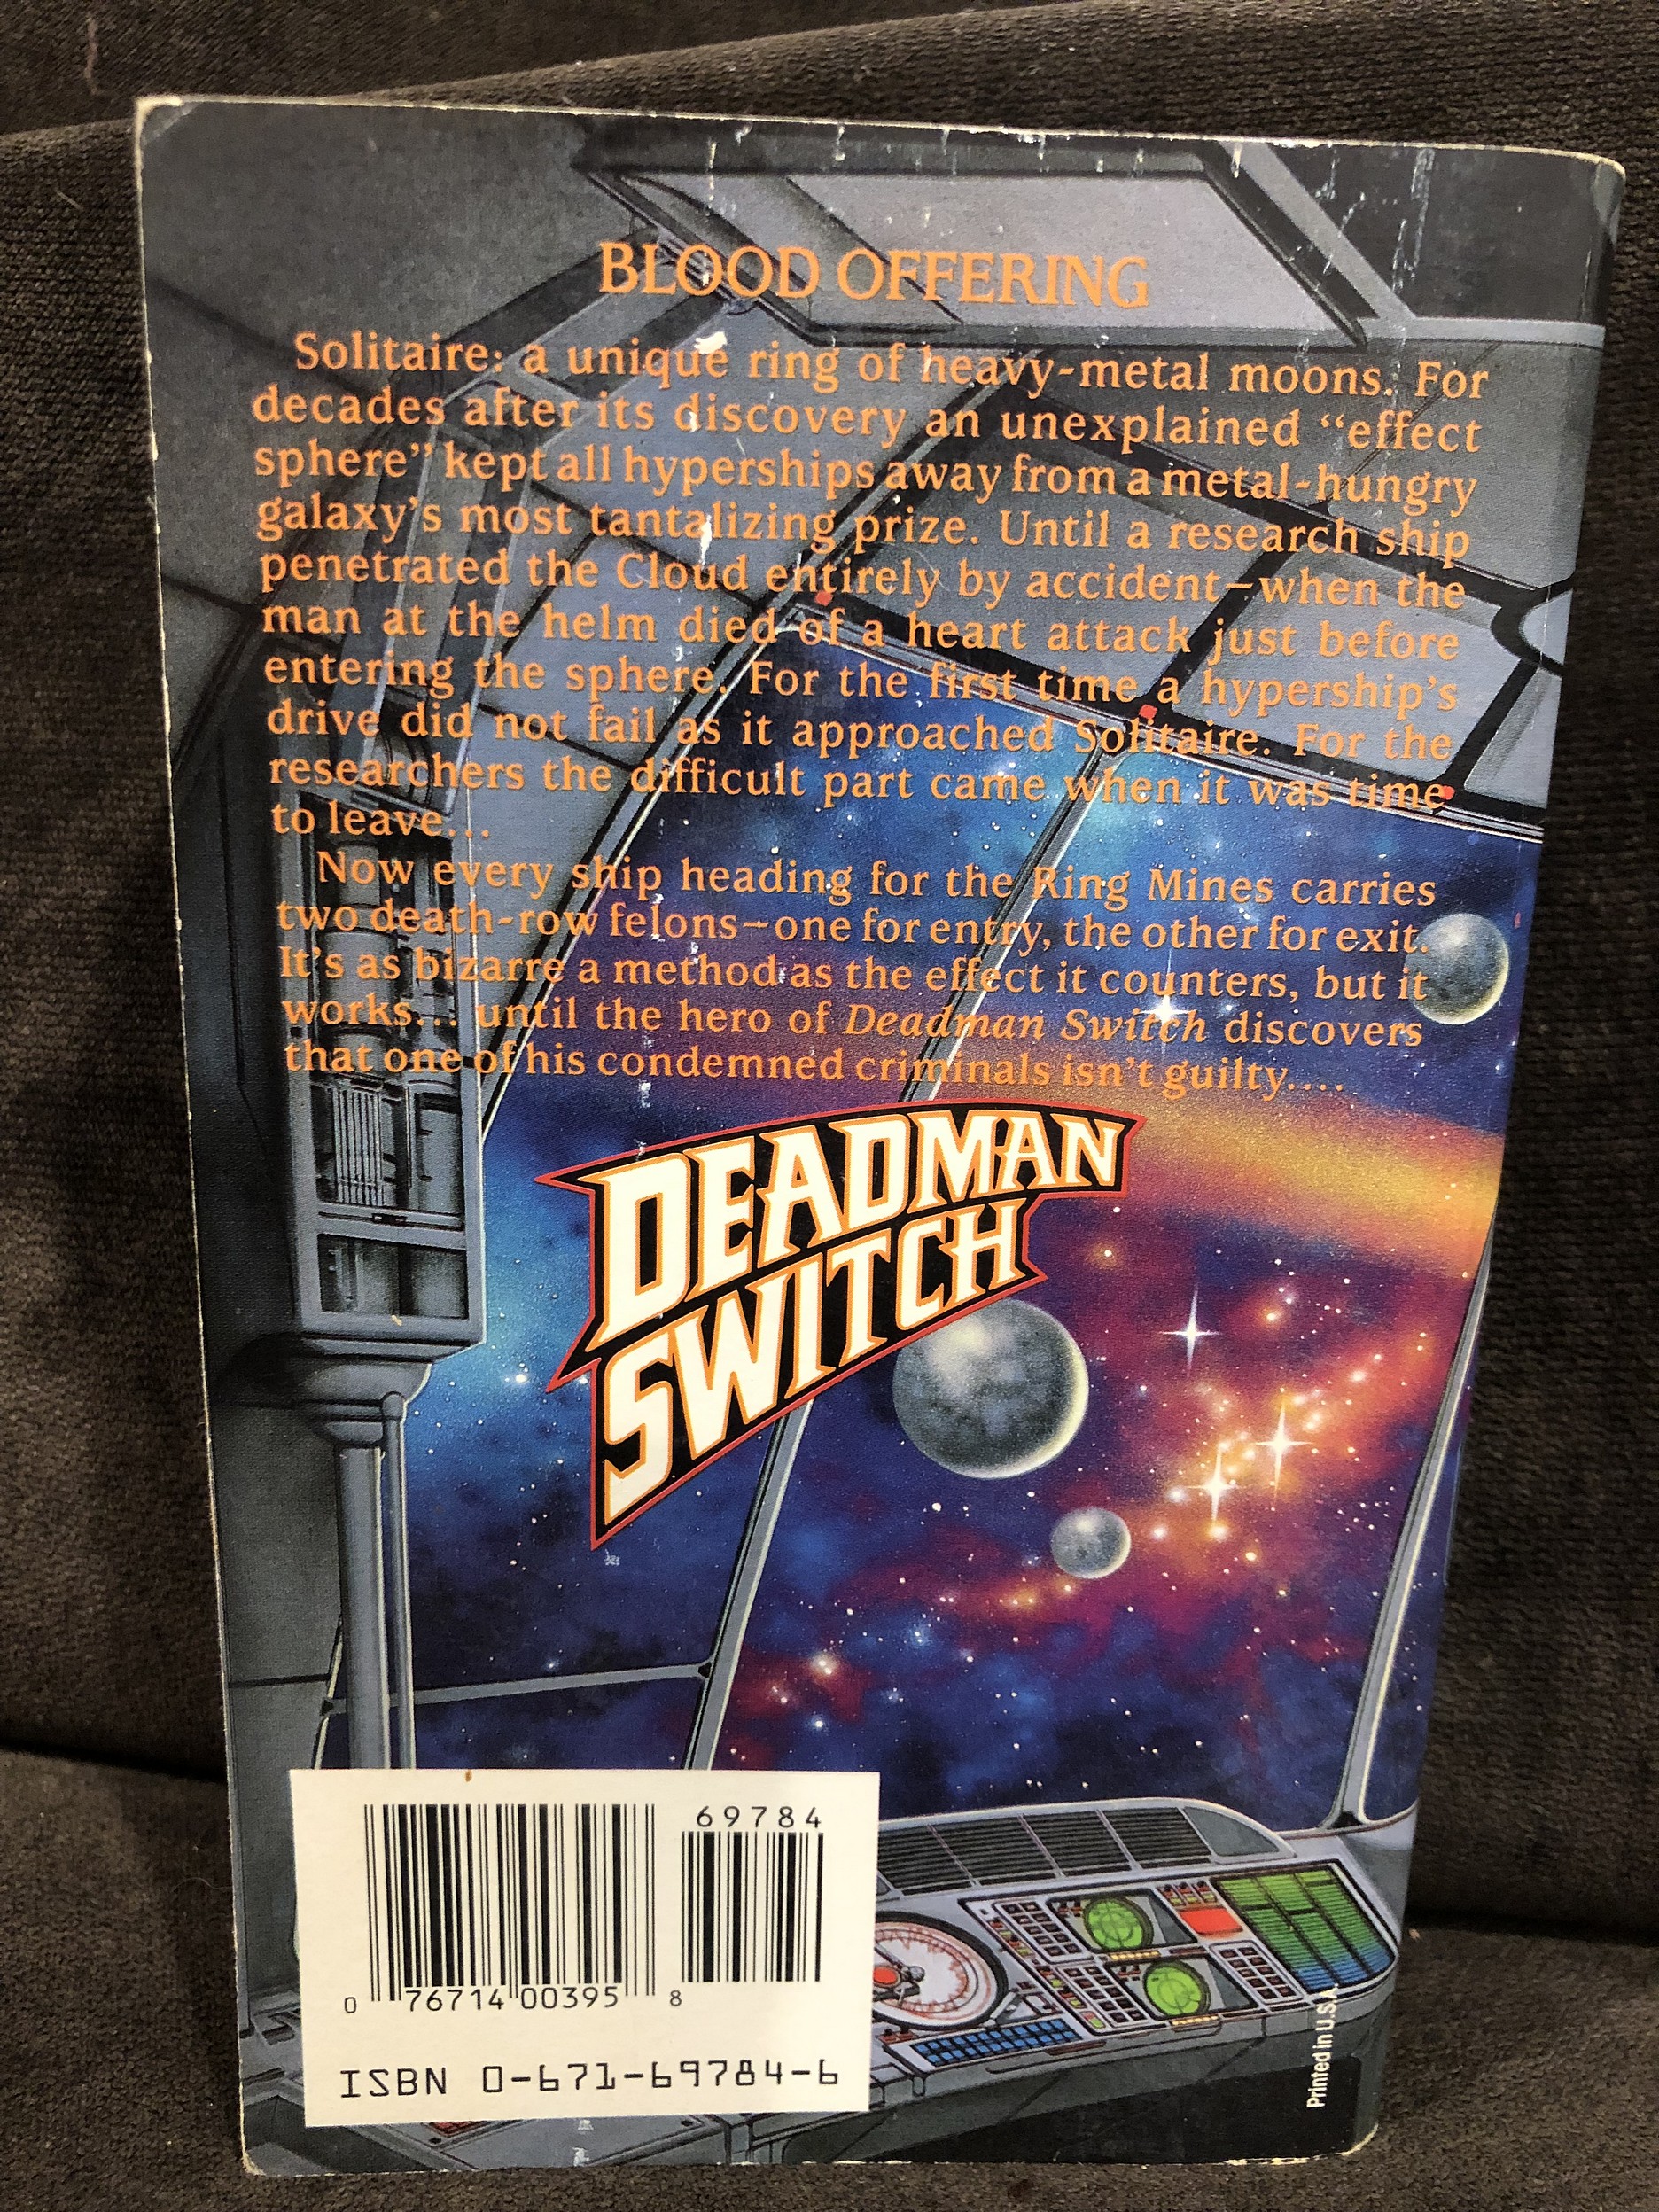 BLOOD OFFERING
Solitaire: a unique ring of heavy-metal moons. For
decades after its discovery an unexplained “effect
sphere” kept all hyperships away from a metal-hungry
galaxy’s most tantalizing prize. Until a research ship
penetrated the Cloud entirely by accident—when the
man at the helm died of a heart attack just before
entering the sphere. For the first time a hypership’s
drive did not fail as it approached Solitaire. For the
researchers the difficult part came when it was time
to leave...
Now every ship heading for the Ring Mines carries
two death-row felons—one for entry, the other for exit.
It’s as bizarre a method as the effect it counters, but it
works... until the hero of Deadman Switch discovers
that one of his condemned criminals isn’t guilty....
DEADMAN
SWITCH
69784
0 76714 00395 8
ISBN 0-671-69784-6
Printed in U.S.A.